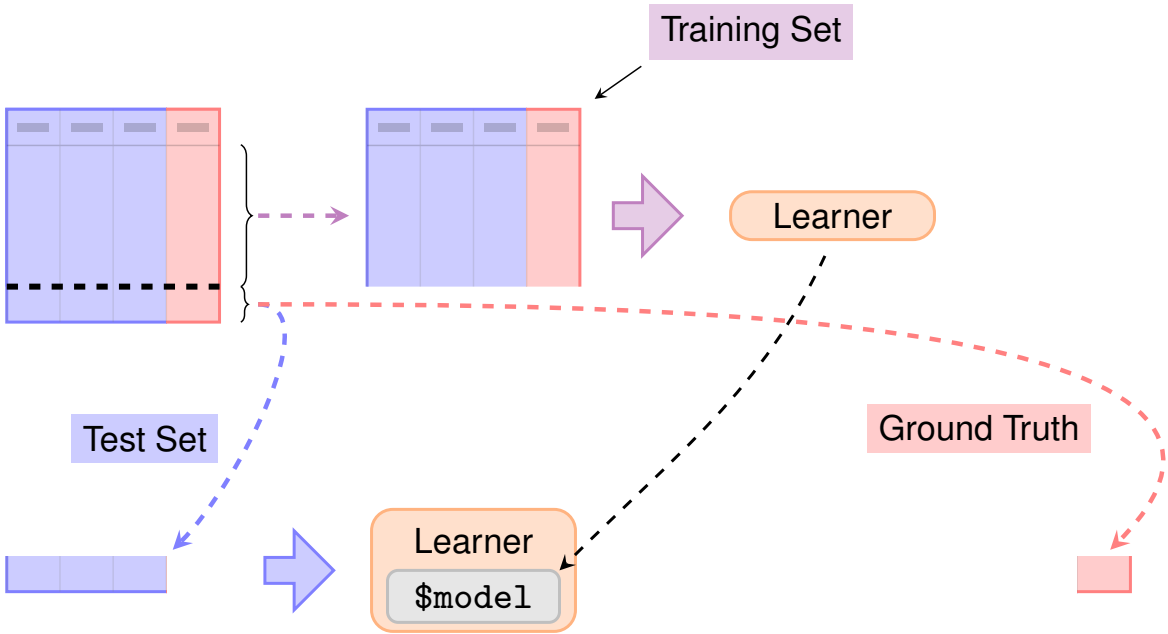 Training Set
Learner
Test Set
Ground Truth
Learner
$model